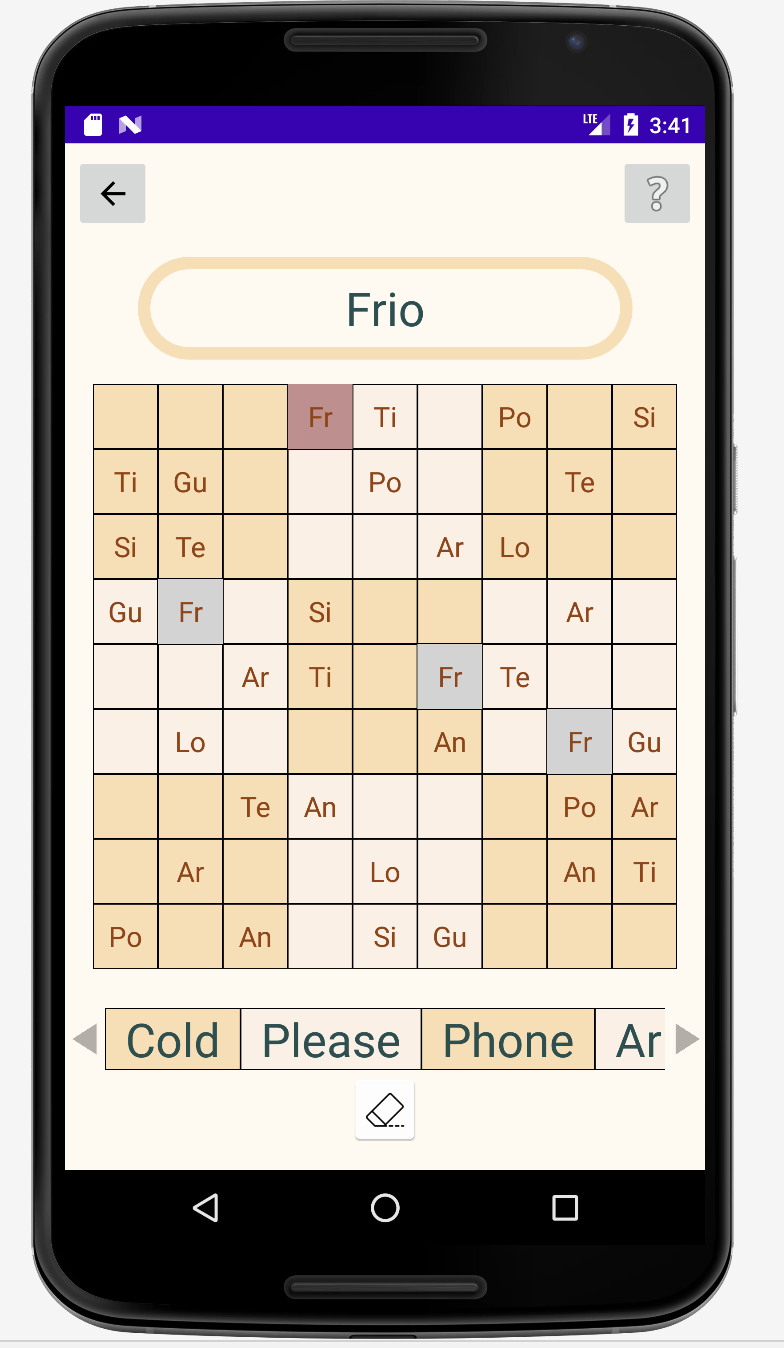 LTE 3:41
?
Frio
Fr Ti Po Si
Ti Gu Po Te
Si Te Ar Lo
Gu Fr Si Ar
Ar Ti Fr Te
Lo An Fr Gu
Te An Po Ar
Ar Lo An Ti
Po An Si Gu
Cold Please Phone Ar